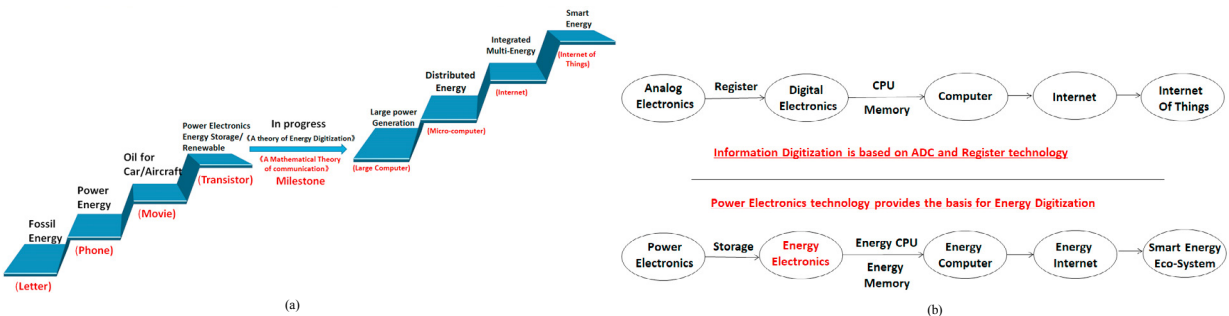 Fossil
Energy
(Letter)
Power
Energy
(Phone)
Oil for
Car/Aircraft
(Movie)
Power Electronics
Energy Storage/
Renewable
(Transistor)
In progress
《A theory of Energy Digitization》
《A Mathematical Theory
of communication》
Milestone
Large power
Generation
(Large Computer)
Distributed
Energy
(Micro-computer)
Integrated
Multi-Energy
(Internet)
Smart
Energy
(Internet of
Things)
(a)
Analog
Electronics
Register
Digital
Electronics
CPU
Memory
Computer
Internet
Internet
Of Things
Information Digitization is based on ADC and Register technology
Power Electronics technology provides the basis for Energy Digitization
Power
Electronics
Storage
Energy
Electronics
Energy CPU
Energy
Memory
Energy
Computer
Energy
Internet
Smart Energy
Eco-System
(b)